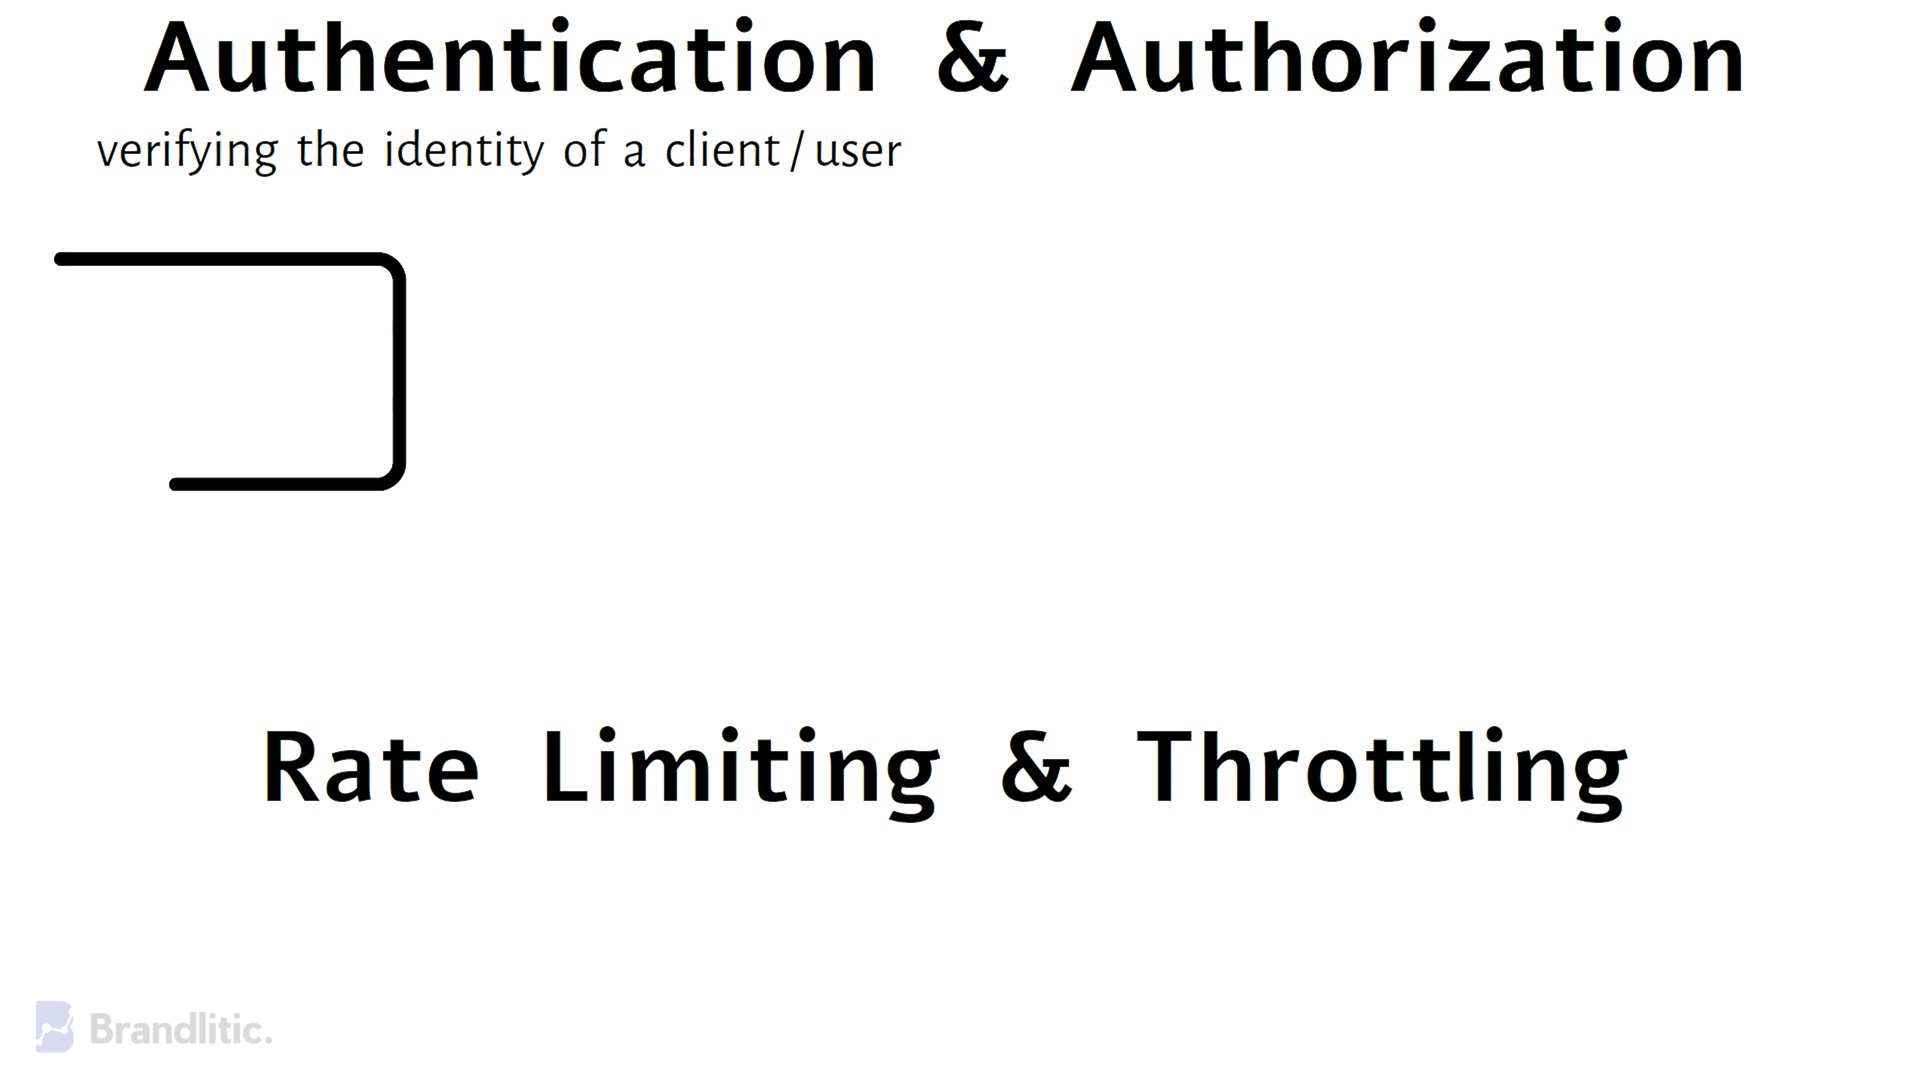 Authentication & Authorization
verifying the identity of a client / user
Rate Limiting & Throttling
Brandlitic.